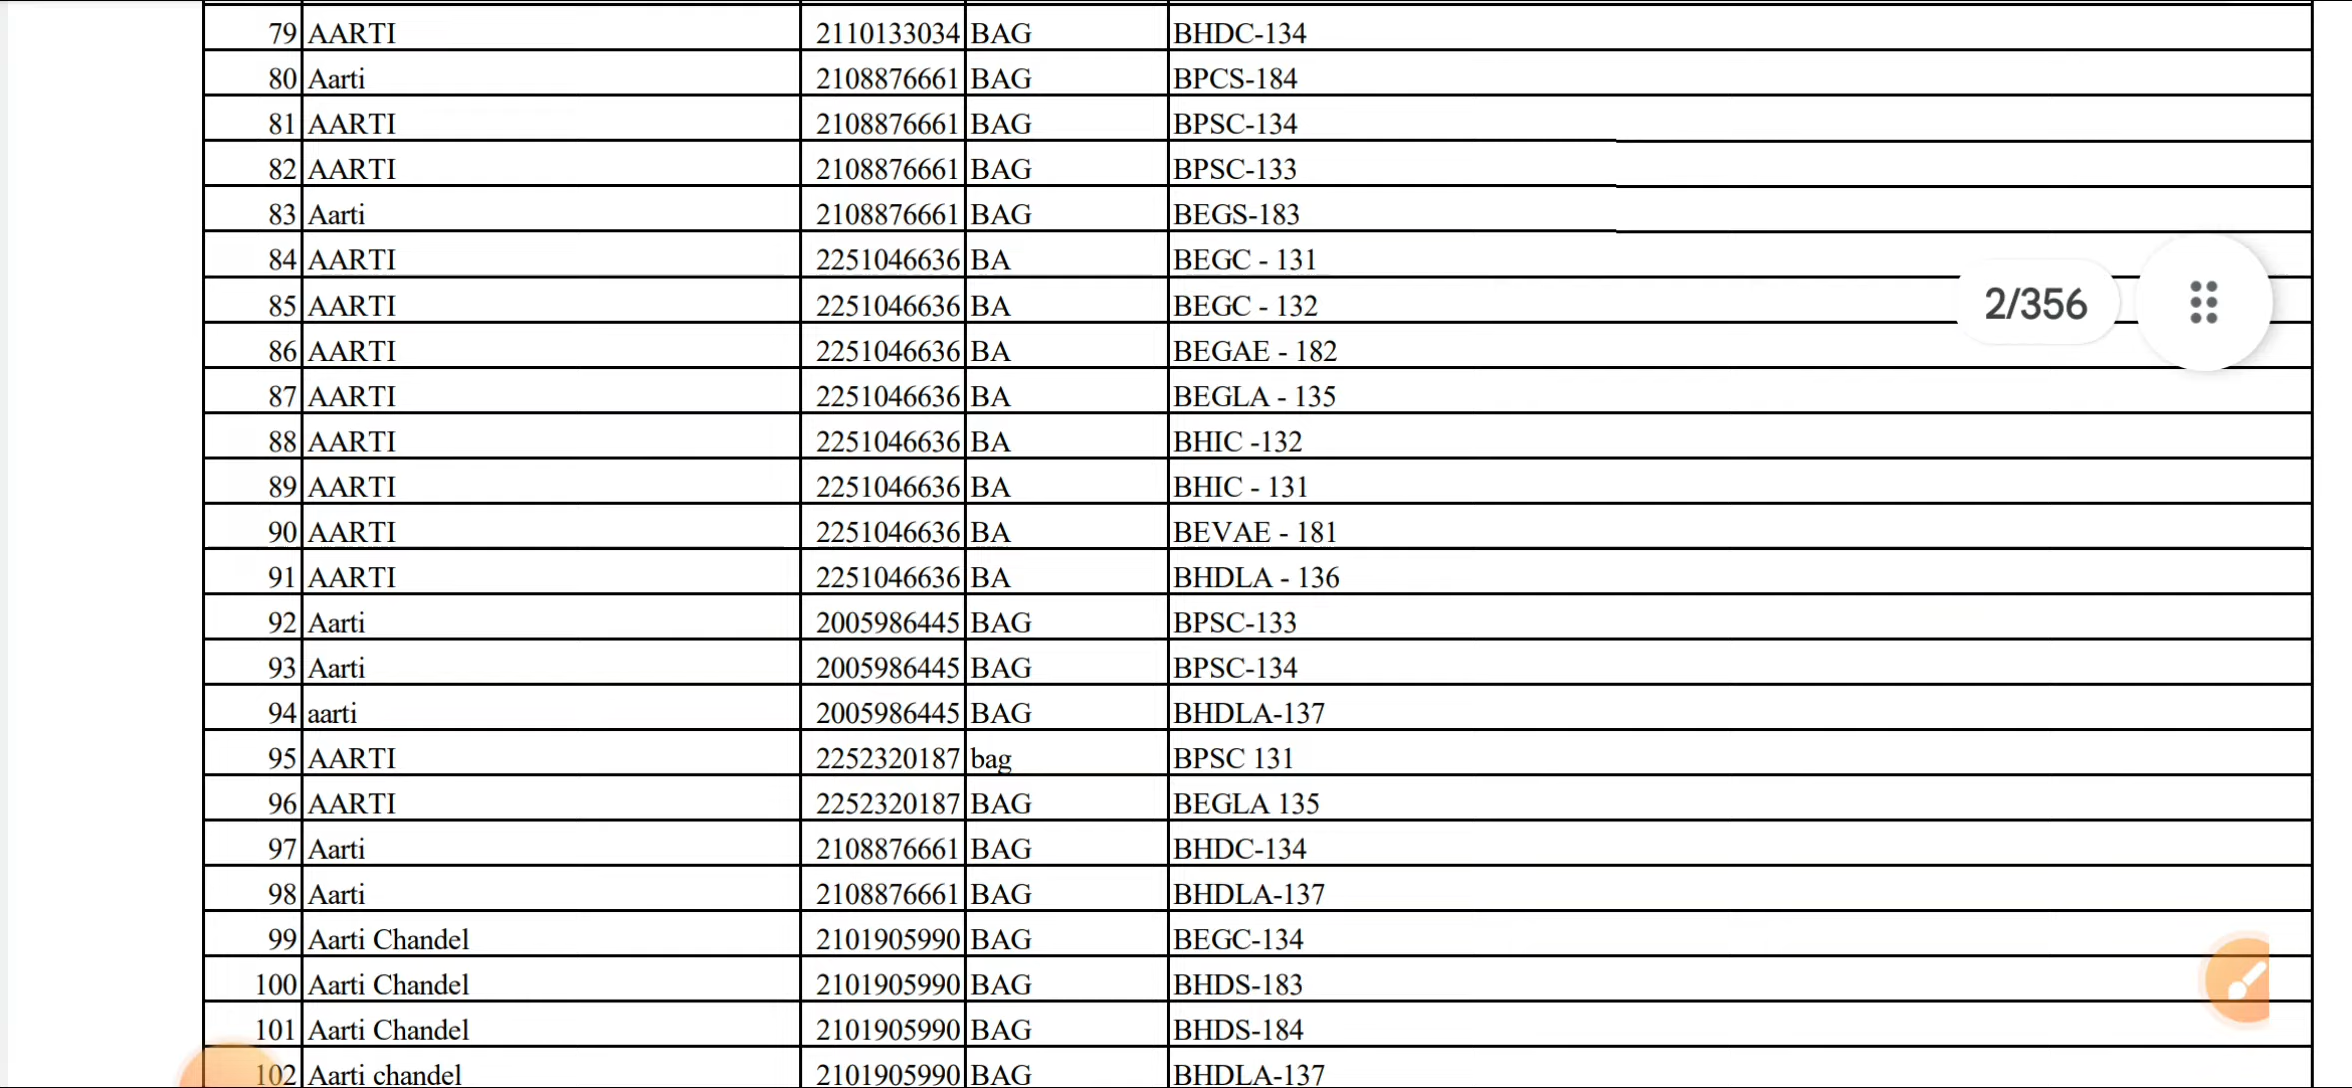 79 AARTI 2110133034 BAG BHDC-134
80 Aarti 2108876661 BAG BPCS-184
81 AARTI 2108876661 BAG BPSC-134
82 AARTI 2108876661 BAG BPSC-133
83 Aarti 2108876661 BAG BEGS-183
84 AARTI 2251046636 BA BEGC - 131
85 AARTI 2251046636 BA BEGC - 132
2/356
86 AARTI 2251046636 BA BEGAE - 182
87 AARTI 2251046636 BA BEGLA - 135
88 AARTI 2251046636 BA BHIC -132
89 AARTI 2251046636 BA BHIC - 131
90 AARTI 2251046636 BA BEVAE - 181
91 AARTI 2251046636 BA BHDLA - 136
92 Aarti 2005986445 BAG BPSC-133
93 Aarti 2005986445 BAG BPSC-134
94 aarti 2005986445 BAG BHDLA-137
95 AARTI 2252320187 bag BPSC 131
96 AARTI 2252320187 BAG BEGLA 135
97 Aarti 2108876661 BAG BHDC-134
98 Aarti 2108876661 BAG BHDLA-137
99 Aarti Chandel 2101905990 BAG BEGC-134
100 Aarti Chandel 2101905990 BAG BHDS-183
101 Aarti Chandel 2101905990 BAG BHDS-184
102 Aarti chandel 2101905990 BAG BHDLA-137